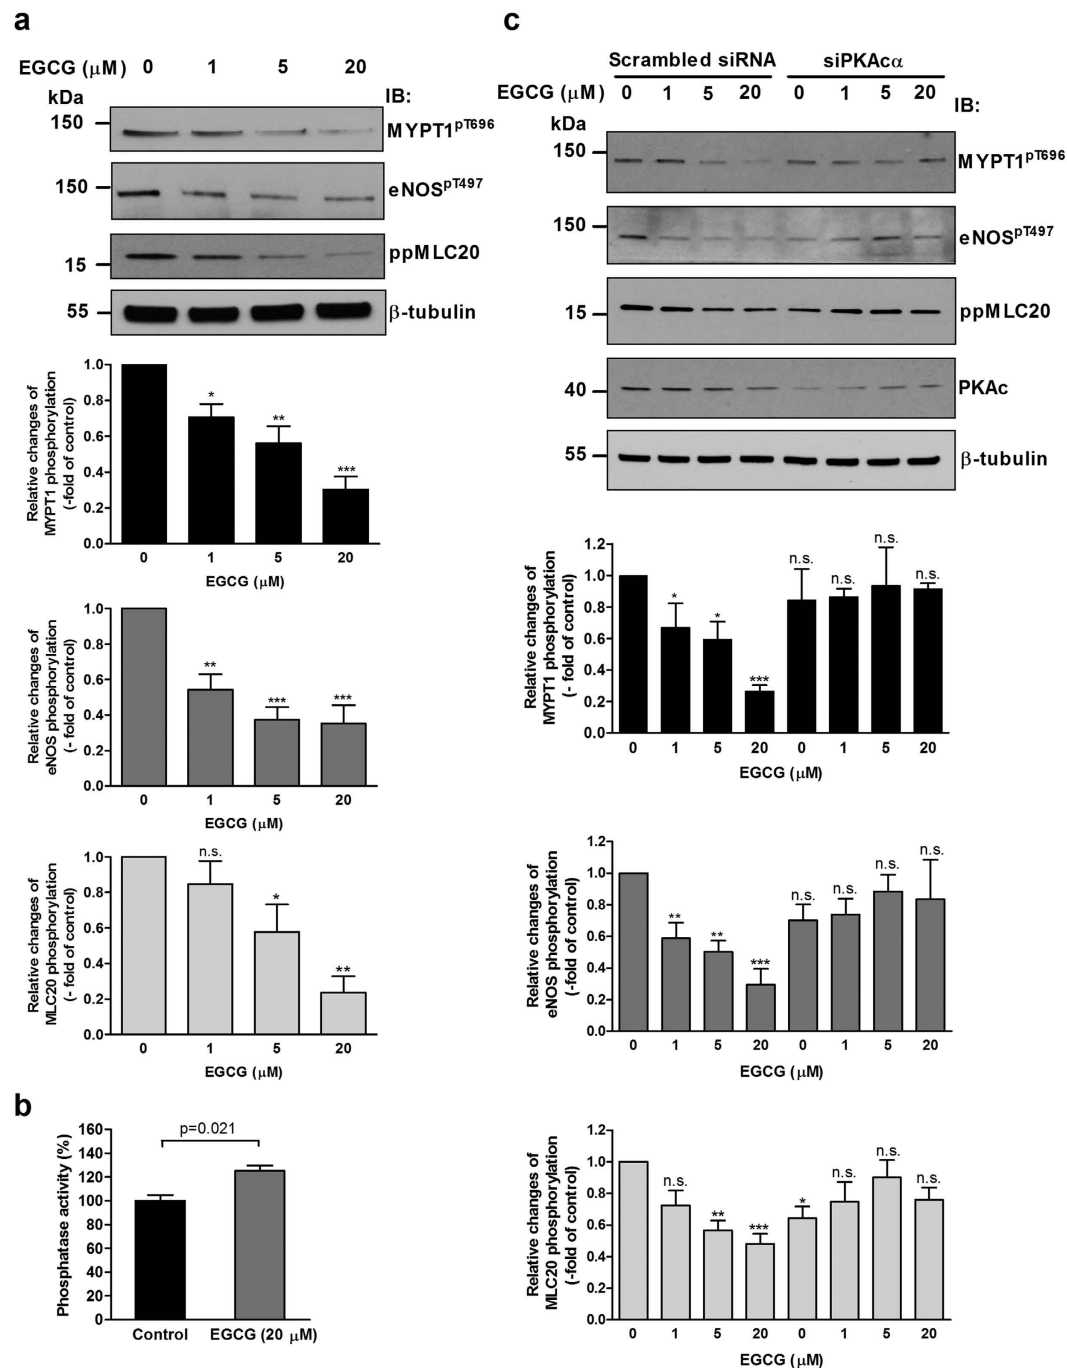 a
EGCG (μM) 0 1 5 20
kDa
IB:
150
MYPT1pT696
150
eNOSpT497
15
ppMLC20
55
β-tubulin
Relative changes of
MYPT1 phosphorylation
(-fold of control)
1.0
0.8
0.6
0.4
0.2
0.0
*
**
***
0 1 5 20
EGCG (μM)
Relative changes of
eNOS phosphorylation
(- fold of control)
1.0
0.8
0.6
0.4
0.2
0.0
**
***
***
0 1 5 20
EGCG (μM)
Relative changes of
MLC20 phosphorylation
(- fold of control)
1.0
0.8
0.6
0.4
0.2
0.0
n.s.
*
**
0 1 5 20
EGCG (μM)
b
Phosphatase activity (%)
160
140
120
100
80
60
40
20
0
p=0.021
Control EGCG (20 μM)
c
Scrambled siRNA siPKAcα
EGCG (μM) 0 1 5 20 0 1 5 20
IB:
kDa
150
MYPT1pT696
150
eNOSpT497
15
ppMLC20
40
PKAc
55
β-tubulin
Relative changes of
MYPT1 phosphorylation
(- fold of control)
1.2
1.0
0.8
0.6
0.4
0.2
0.0
*
*
***
n.s.
n.s.
n.s.
n.s.
0 1 5 20 0 1 5 20
EGCG (μM)
Relative changes of
eNOS phosphorylation
(-fold of control)
1.2
1.0
0.8
0.6
0.4
0.2
0.0
**
**
***
n.s.
n.s.
n.s.
n.s.
0 1 5 20 0 1 5 20
EGCG (μM)
Relative changes of
MLC20 phosphorylation
(-fold of control)
1.2
1.0
0.8
0.6
0.4
0.2
0.0
n.s.
**
***
*
n.s.
n.s.
n.s.
0 1 5 20 0 1 5 20
EGCG (μM)